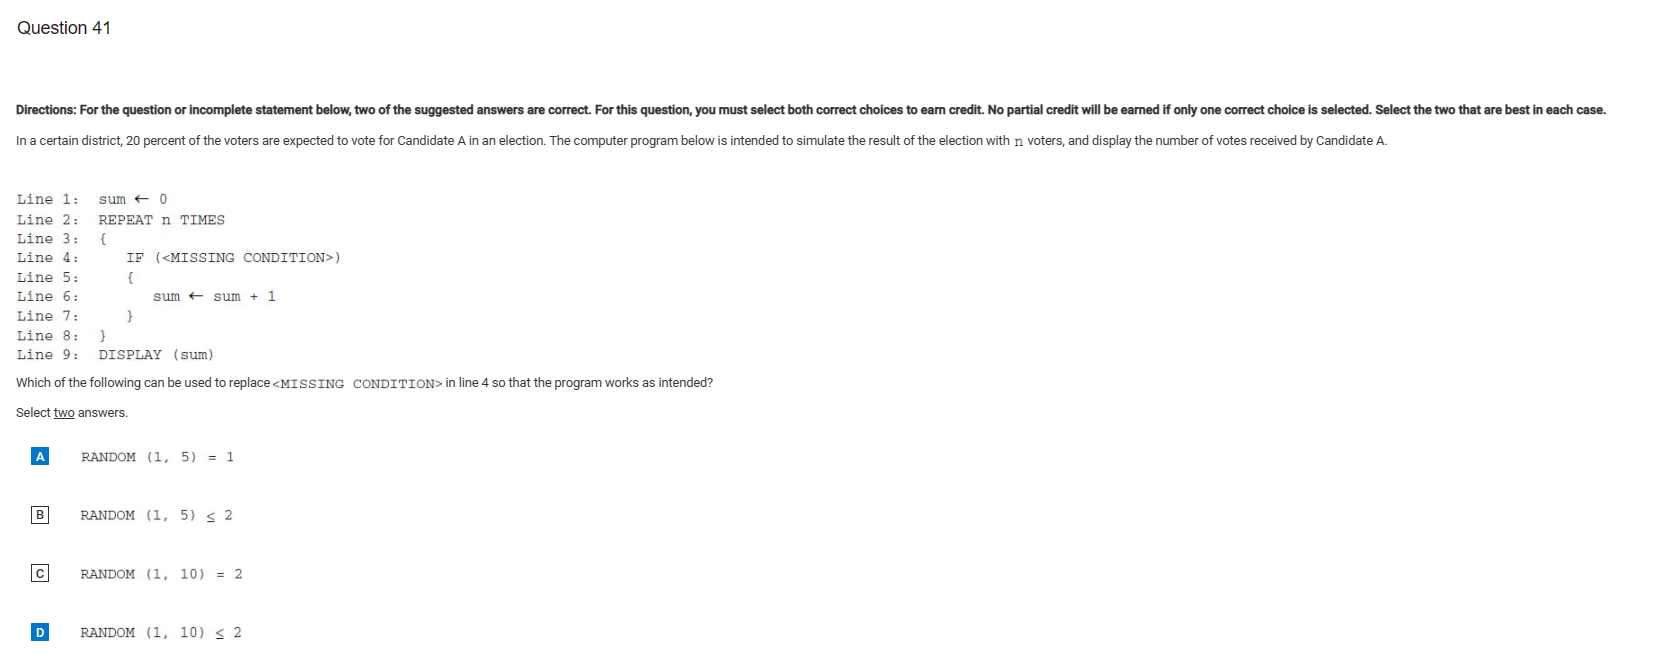 Question 41
Directions: For the question or incomplete statement below, two of the suggested answers are correct. For this question, you must select both correct choices to earn credit. No partial credit will be earned if only one correct choice is selected. Select the two that are best in each case.
In a certain district, 20 percent of the voters are expected to vote for Candidate A in an election. The computer program below is intended to simulate the result of the election with n voters, and display the number of votes received by Candidate A.
Line 1: sum ← 0
Line 2: REPEAT n TIMES
Line 3: {
Line 4: IF (<MISSING CONDITION>)
Line 5: {
Line 6: sum ← sum + 1
Line 7: }
Line 8: }
Line 9: DISPLAY (sum)
Which of the following can be used to replace <MISSING CONDITION> in line 4 so that the program works as intended?
Select two answers.
A RANDOM (1, 5) = 1
B RANDOM (1, 5) ≤ 2
C RANDOM (1, 10) = 2
D RANDOM (1, 10) ≤ 2